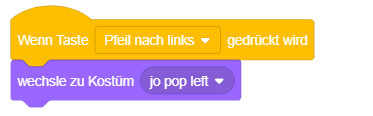 Wenn Taste Pfeil nach links gedrückt wird
wechsle zu Kostüm jo pop left